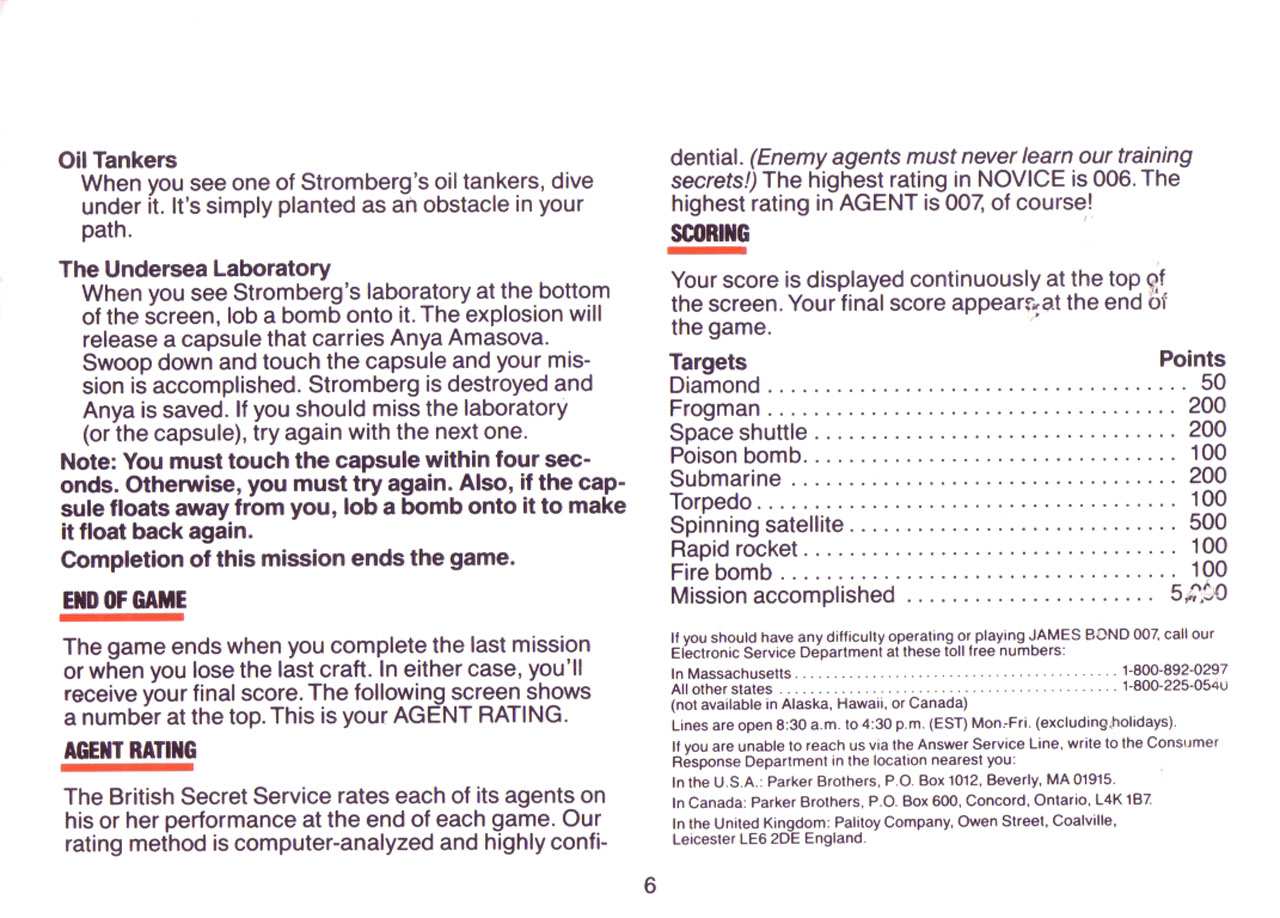 Oil Tankers
When you see one of Stromberg's oil tankers, dive
under it. It's simply planted as an obstacle in your
path.
The Undersea Laboratory
When you see Stromberg's laboratory at the bottom
of the screen, lob a bomb onto it. The explosion will
release a capsule that carries Anya Amasova.
Swoop down and touch the capsule and your mis-
sion is accomplished. Stromberg is destroyed and
Anya is saved. If you should miss the laboratory
(or the capsule), try again with the next one.
Note: You must touch the capsule within four sec-
onds. Otherwise, you must try again. Also, if the cap-
sule floats away from you, lob a bomb onto it to make
it float back again.
Completion of this mission ends the game.
END OF GAME
The game ends when you complete the last mission
or when you lose the last craft. In either case, you'll
receive your final score. The following screen shows
a number at the top. This is your AGENT RATING.
AGENT RATING
The British Secret Service rates each of its agents on
his or her performance at the end of each game. Our
rating method is computer-analyzed and highly confi-
dential. (Enemy agents must never learn our training
secrets!) The highest rating in NOVICE is 006. The
highest rating in AGENT is 007, of course!
SCORING
Your score is displayed continuously at the top of
the screen. Your final score appears at the end of
the game.
Targets Points
Diamond . . . . . . . . . . 50
Frogman . . . . . . . . . . 200
Space shuttle . . . . . . . . . . 200
Poison bomb. . . . . . . . . . 100
Submarine . . . . . . . . . . 200
Torpedo . . . . . . . . . . 100
Spinning satellite . . . . . . . . . . 500
Rapid rocket . . . . . . . . . . 100
Fire bomb . . . . . . . . . . 100
Mission accomplished . . . . . . . . . .
If you should have any difficulty operating or playing JAMES BOND 007, call our
Electronic Service Department at these toll free numbers:
In Massachusetts . . . . . . . . . . 1-800-892-0297
All other states . . . . . . . . . . 1-800-225-0540
(not available in Alaska, Hawaii, or Canada)
Lines are open 8:30 a.m. to 4:30 p.m. (EST) Mon.-Fri. (excluding holidays).
If you are unable to reach us via the Answer Service Line, write to the Consumer
Response Department in the location nearest you:
In the U.S.A.: Parker Brothers, P.O. Box 1012, Beverly, MA 01915.
In Canada: Parker Brothers, P.O. Box 600, Concord, Ontario, L4K 1B7.
In the United Kingdom: Palitoy Company, Owen Street, Coalville,
Leicester LE6 2DE England.
6